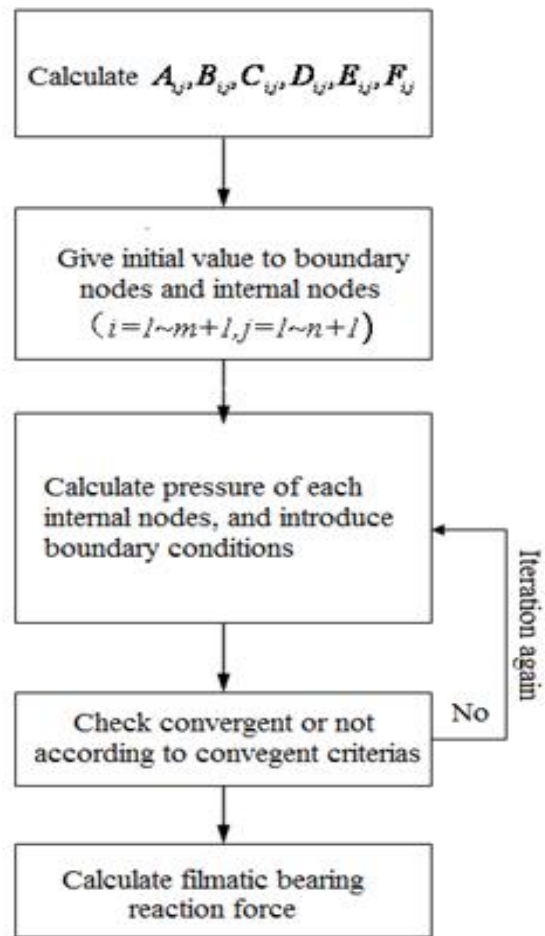 Calculate A_{i,j}, B_{i,j}, C_{i,j}, D_{i,j}, E_{i,j}, F_{i,j}
Give initial value to boundary
nodes and internal nodes
(i=1~m+1,j=1~n+1)
Calculate pressure of each
internal nodes, and introduce
boundary conditions
Iteration again
Check convergent or not
according to convegent criterias
No
Calculate filmatic bearing
reaction force